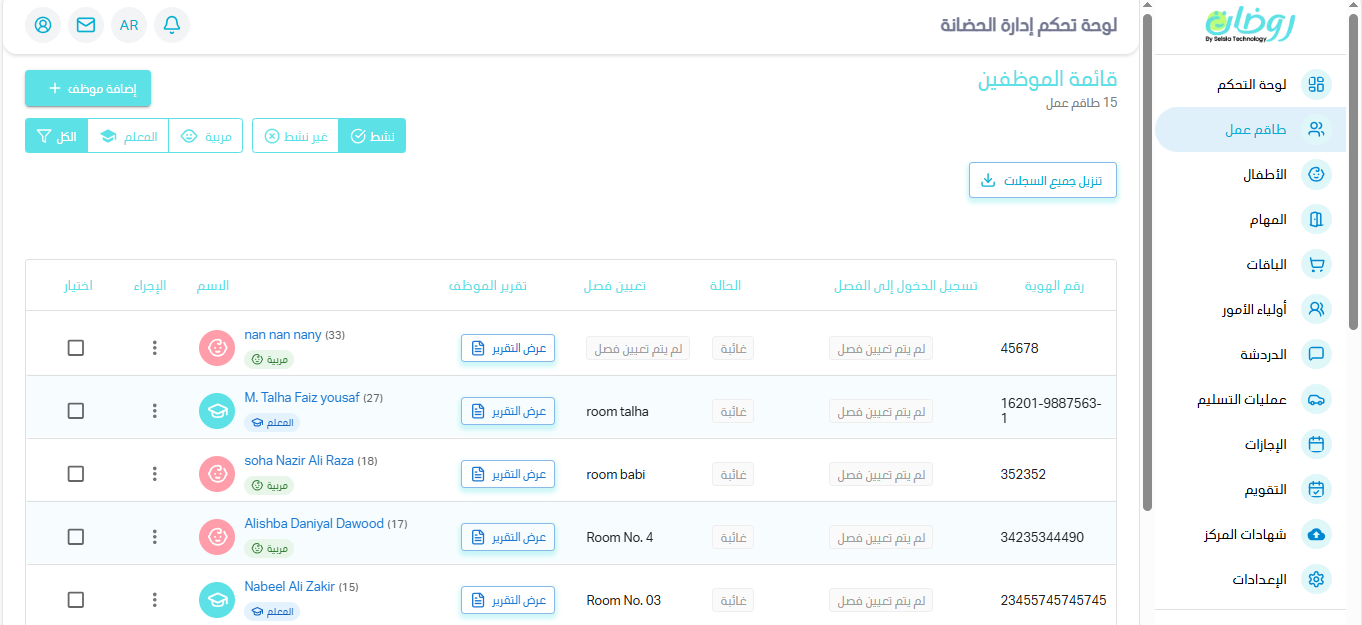 روضان
By Selsla Technology
لوحة تحكم إدارة الحضانة
AR
لوحة التحكم
طاقم عمل
الأطفال
المهام
الباقات
أولياء الأمور
الدردشة
عمليات التسليم
الإجازات
التقويم
شهادات المركز
الإعدادات
قائمة الموظفين
15 طاقم عمل
إضافة موظف +
نشط غير نشط مربية المعلم الكل
تنزيل جميع السجلات
اختيار الإجراء الاسم تقرير الموظف تعيين فصل الحالة تسجيل الدخول إلى الفصل رقم الهوية
nan nan nany (33)
مربية
عرض التقرير
لم يتم تعيين فصل
غائبة
لم يتم تعيين فصل
45678
M. Talha Faiz yousaf (27)
المعلم
عرض التقرير
room talha
غائبة
لم يتم تعيين فصل
16201-9887563-
1
soha Nazir Ali Raza (18)
مربية
عرض التقرير
room babi
غائبة
لم يتم تعيين فصل
352352
Alishba Daniyal Dawood (17)
مربية
عرض التقرير
Room No. 4
غائبة
لم يتم تعيين فصل
34235344490
Nabeel Ali Zakir (15)
المعلم
عرض التقرير
Room No. 03
غائبة
لم يتم تعيين فصل
23455745745745